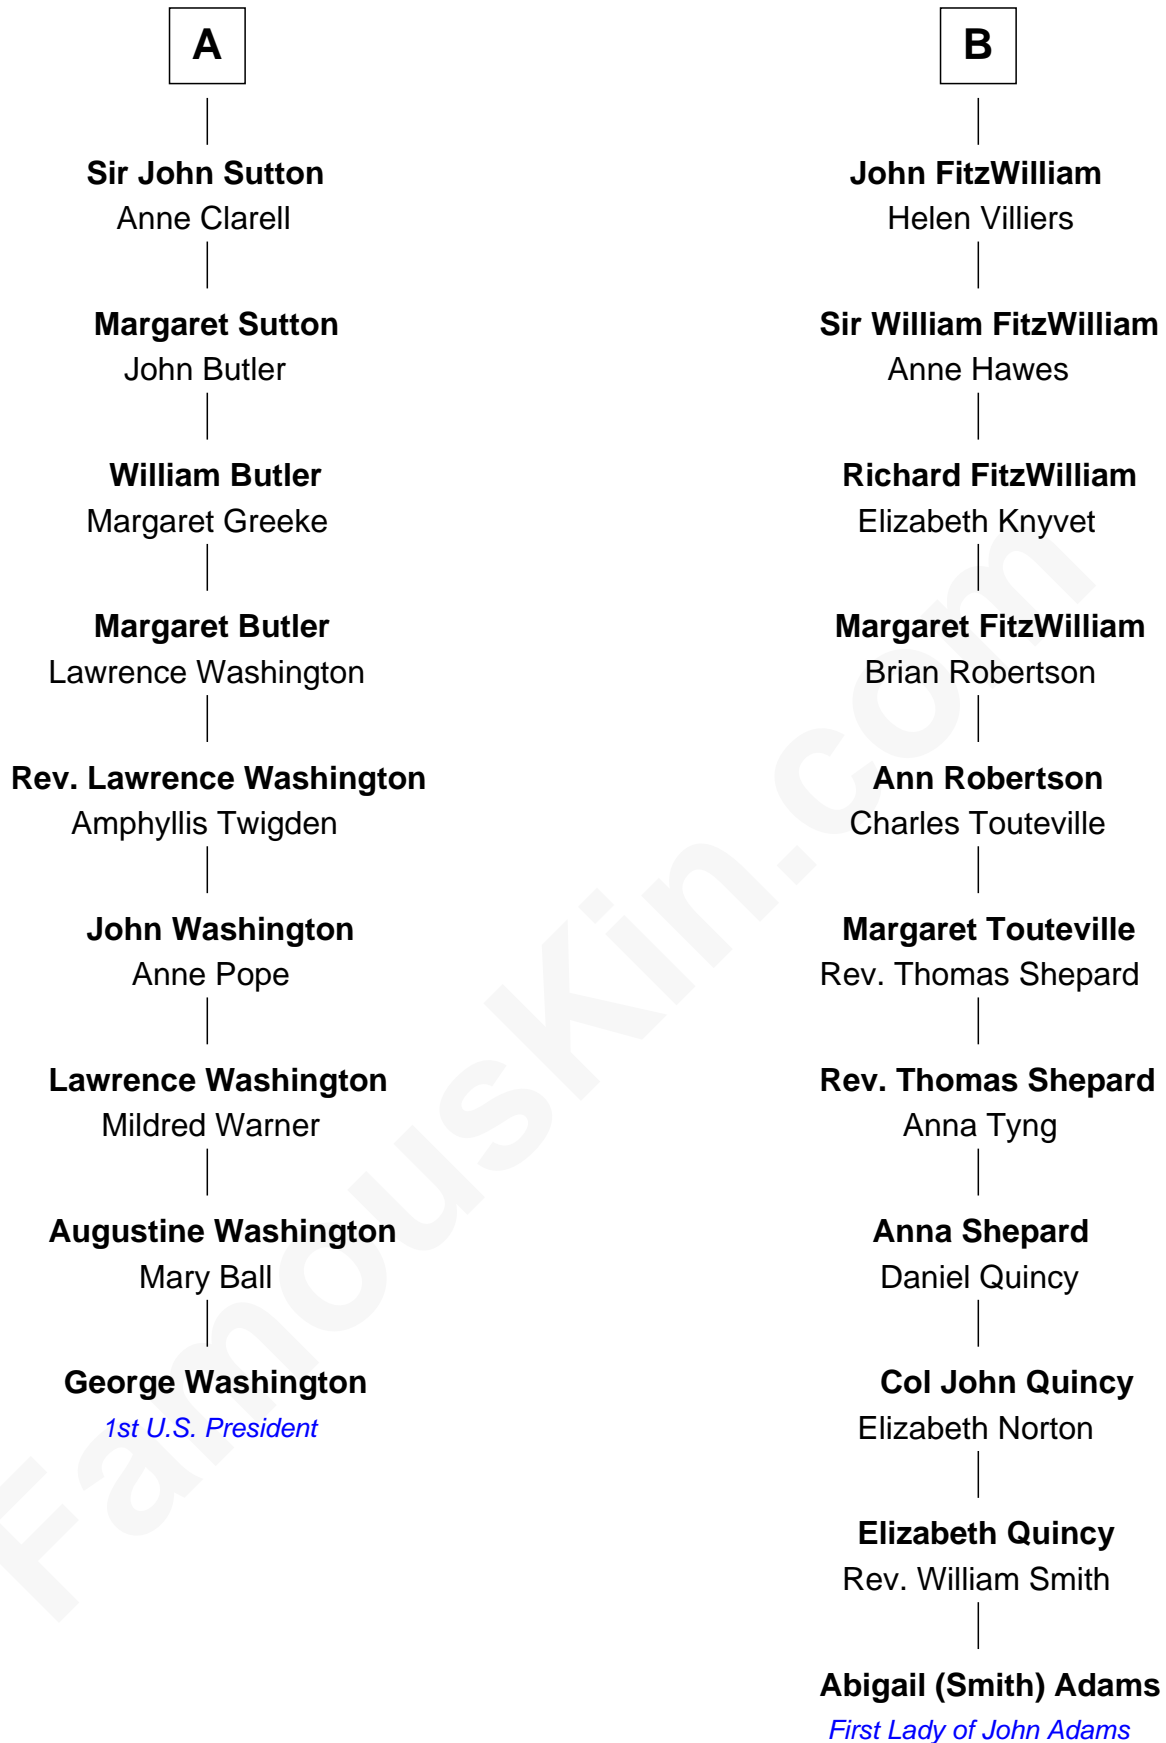 A
Sir John Sutton
Anne Clarell
Margaret Sutton
John Butler
William Butler
Margaret Greeke
Margaret Butler
Lawrence Washington
Rev. Lawrence Washington
Amphyllis Twigden
John Washington
Anne Pope
Lawrence Washington
Mildred Warner
Augustine Washington
Mary Ball
George Washington
1st U.S. President
B
John FitzWilliam
Helen Villiers
Sir William FitzWilliam
Anne Hawes
Richard FitzWilliam
Elizabeth Knyvet
Margaret FitzWilliam
Brian Robertson
Ann Robertson
Charles Touteville
Margaret Touteville
Rev. Thomas Shepard
Rev. Thomas Shepard
Anna Tyng
Anna Shepard
Daniel Quincy
Col John Quincy
Elizabeth Norton
Elizabeth Quincy
Rev. William Smith
Abigail (Smith) Adams
First Lady of John Adams
FamousKin.com